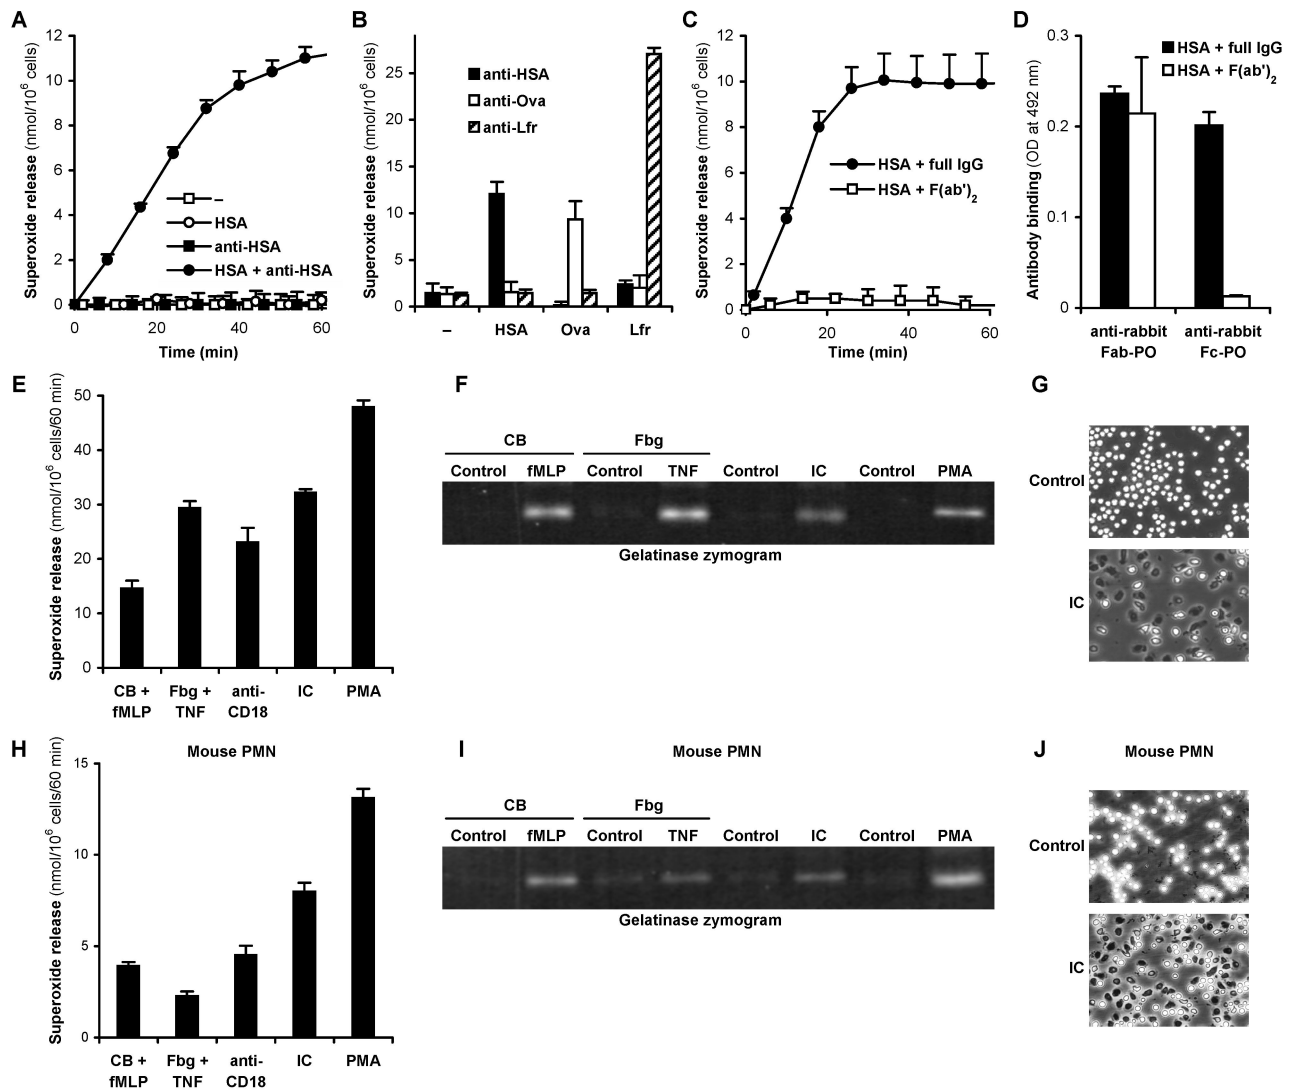 A
Superoxide release (nmol/10⁶ cells)
12
10
8
6
4
2
0
–
HSA
anti-HSA
HSA + anti-HSA
0 20 40 60
Time (min)
B
Superoxide release (nmol/10⁶ cells)
25
20
15
10
5
0
anti-HSA
anti-Ova
anti-Lfr
– HSA Ova Lfr
C
Superoxide release (nmol/10⁶ cells)
12
10
8
6
4
2
0
HSA + full IgG
HSA + F(ab')₂
0 20 40 60
Time (min)
D
Antibody binding (OD at 492 nm)
0.3
0.2
0.1
0
HSA + full IgG
HSA + F(ab')₂
anti-rabbit anti-rabbit
Fab-PO Fc-PO
E
Superoxide release (nmol/10⁶ cells/60 min)
50
40
30
20
10
0
CB + Fbg + anti- IC PMA
fMLP TNF CD18
F
CB Fbg
Control fMLP Control TNF Control IC Control PMA
Gelatinase zymogram
G
Control
IC
H
Mouse PMN
Superoxide release (nmol/10⁶ cells/60 min)
15
10
5
0
CB + Fbg + anti- IC PMA
fMLP TNF CD18
I
Mouse PMN
CB Fbg
Control fMLP Control TNF Control IC Control PMA
Gelatinase zymogram
J
Mouse PMN
Control
IC